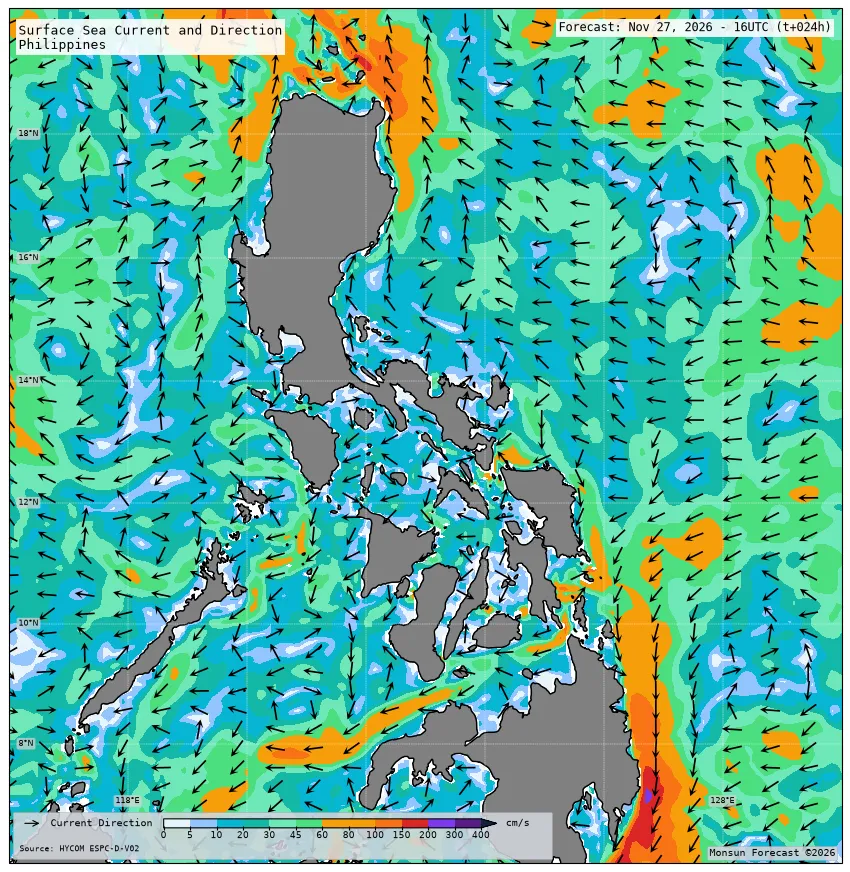 Surface Sea Current and Direction
Philippines
Forecast: Nov 27, 2026 - 16UTC (t+024h)
18°N
16°N
14°N
12°N
10°N
8°N
118°E
128°E
Current Direction
0 5 10 20 30 45 60 80 100 150 200 300 400
cm/s
Source: HYCOM ESPC-D-V02
Monsun Forecast ©2026